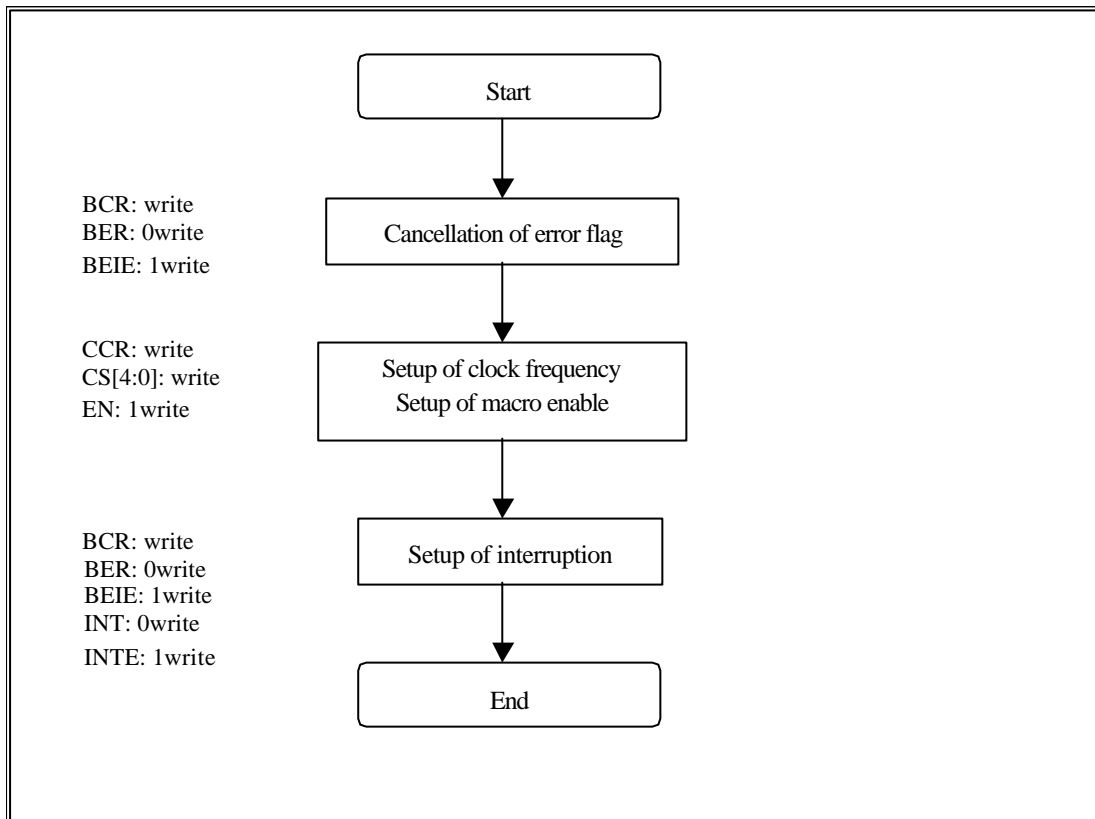 Start
BCR: write
BER: 0write
BEIE: 1write
Cancellation of error flag
CCR: write
CS[4:0]: write
EN: 1write
Setup of clock frequency
Setup of macro enable
BCR: write
BER: 0write
BEIE: 1write
INT: 0write
INTE: 1write
Setup of interruption
End